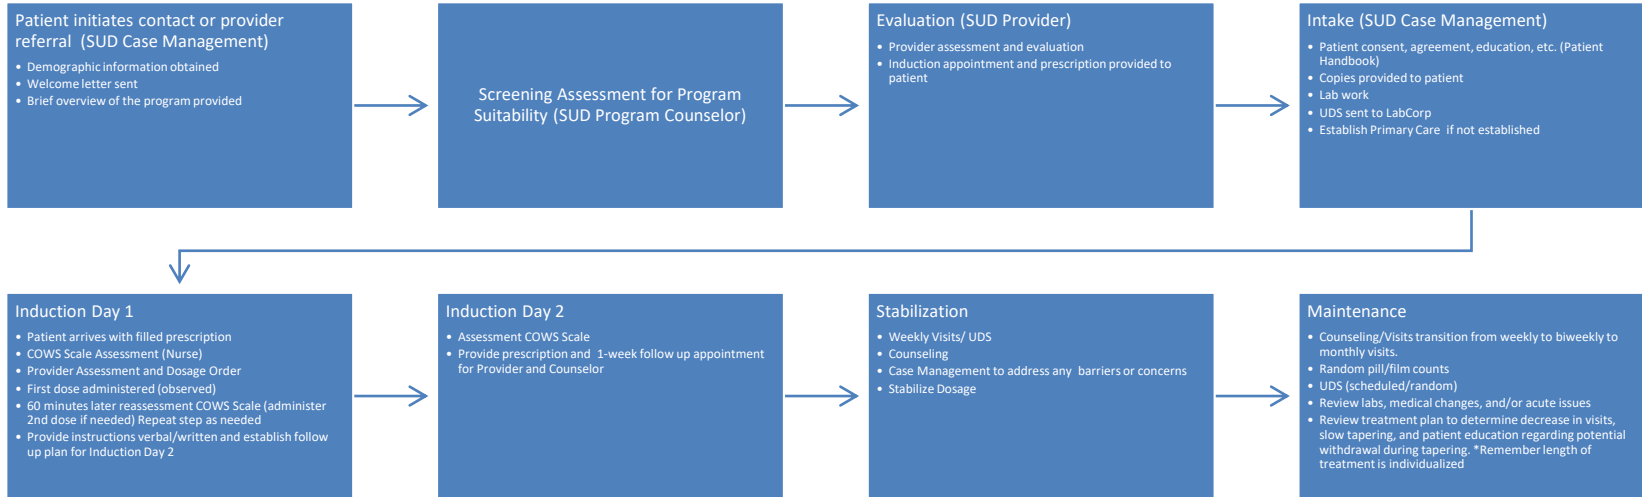 Patient initiates contact or provider
referral  (SUD Case Management)
• Demographic information obtained
• Welcome letter sent
• Brief overview of the program provided
Screening Assessment for Program
Suitability (SUD Program Counselor)
Evaluation (SUD Provider)
• Provider assessment and evaluation
• Induction appointment and prescription provided to
patient
Intake (SUD Case Management)
• Patient consent, agreement, education, etc. (Patient
Handbook)
• Copies provided to patient
• Lab work
• UDS sent to LabCorp
• Establish Primary Care  if not established
Induction Day 1
• Patient arrives with filled prescription
• COWS Scale Assessment (Nurse)
• Provider Assessment and Dosage Order
• First dose administered (observed)
• 60 minutes later reassessment COWS Scale (administer
2nd dose if needed) Repeat step as needed
• Provide instructions verbal/written and establish follow
up plan for Induction Day 2
Induction Day 2
• Assessment COWS Scale
• Provide prescription and  1-week follow up appointment
for Provider and Counselor
Stabilization
• Weekly Visits/ UDS
• Counseling
• Case Management to address any  barriers or concerns
• Stabilize Dosage
Maintenance
• Counseling/Visits transition from weekly to biweekly to
monthly visits.
• Random pill/film counts
• UDS (scheduled/random)
• Review labs, medical changes, and/or acute issues
• Review treatment plan to determine decrease in visits,
slow tapering, and patient education regarding potential
withdrawal during tapering. *Remember length of
treatment is individualized